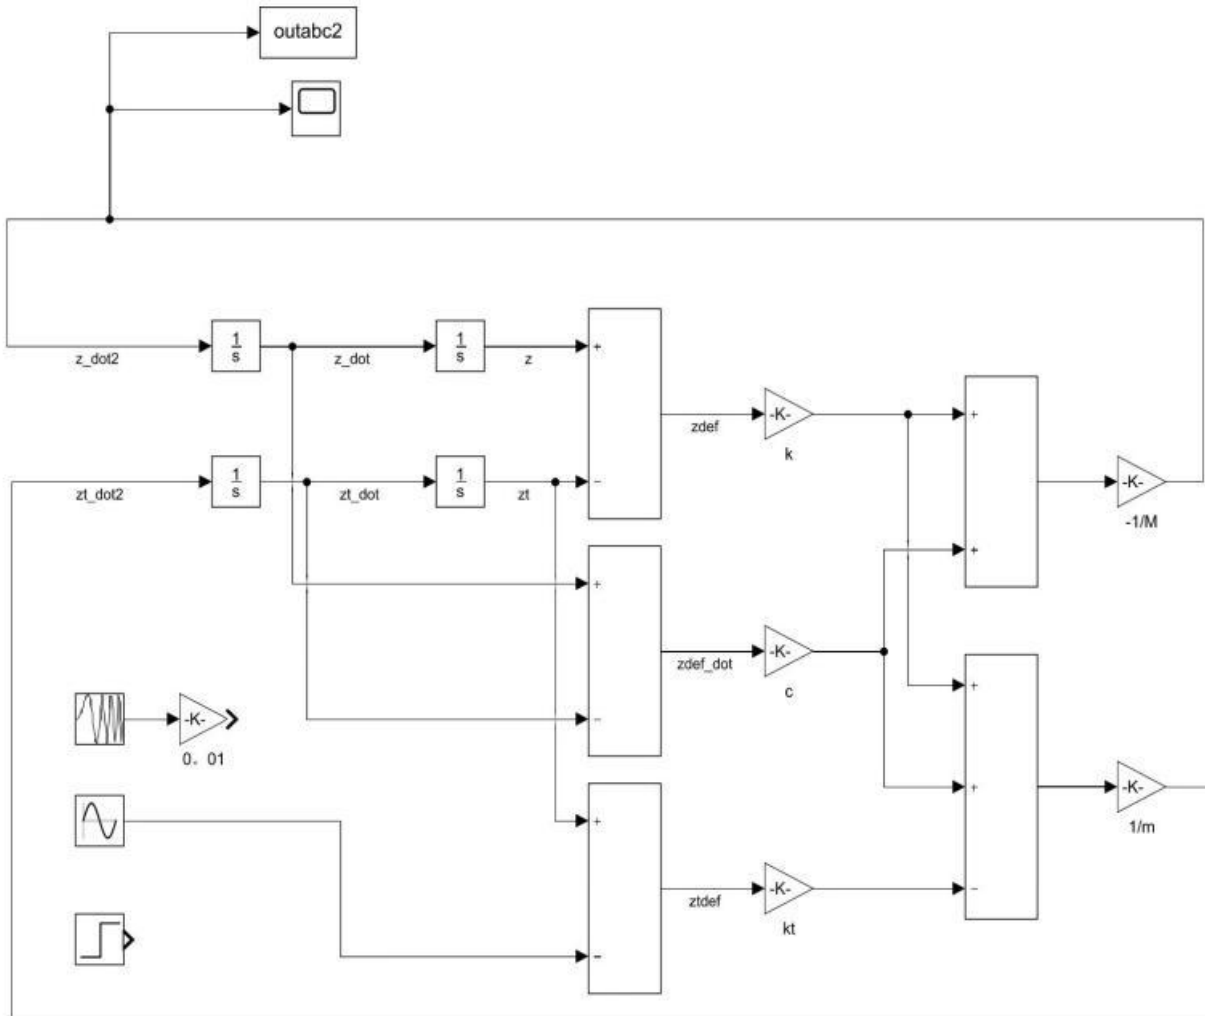 outabc2
1
s
z_dot2
z_dot
1
s
z
+
−
zdef
-K-
k
+
+
-K-
-1/M
1
s
zt_dot2
zt_dot
1
s
zt
+
−
zdef_dot
-K-
c
-K-
0。01
+
+
−
-K-
1/m
+
−
ztdef
-K-
kt